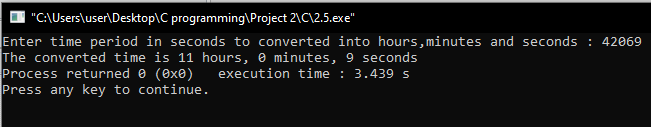 "C:\Users\user\Desktop\C programming\Project 2\C\2.5.exe"
Enter time period in seconds to converted into hours,minutes and seconds : 42069
The converted time is 11 hours, 0 minutes, 9 seconds
Process returned 0 (0x0)   execution time : 3.439 s
Press any key to continue.